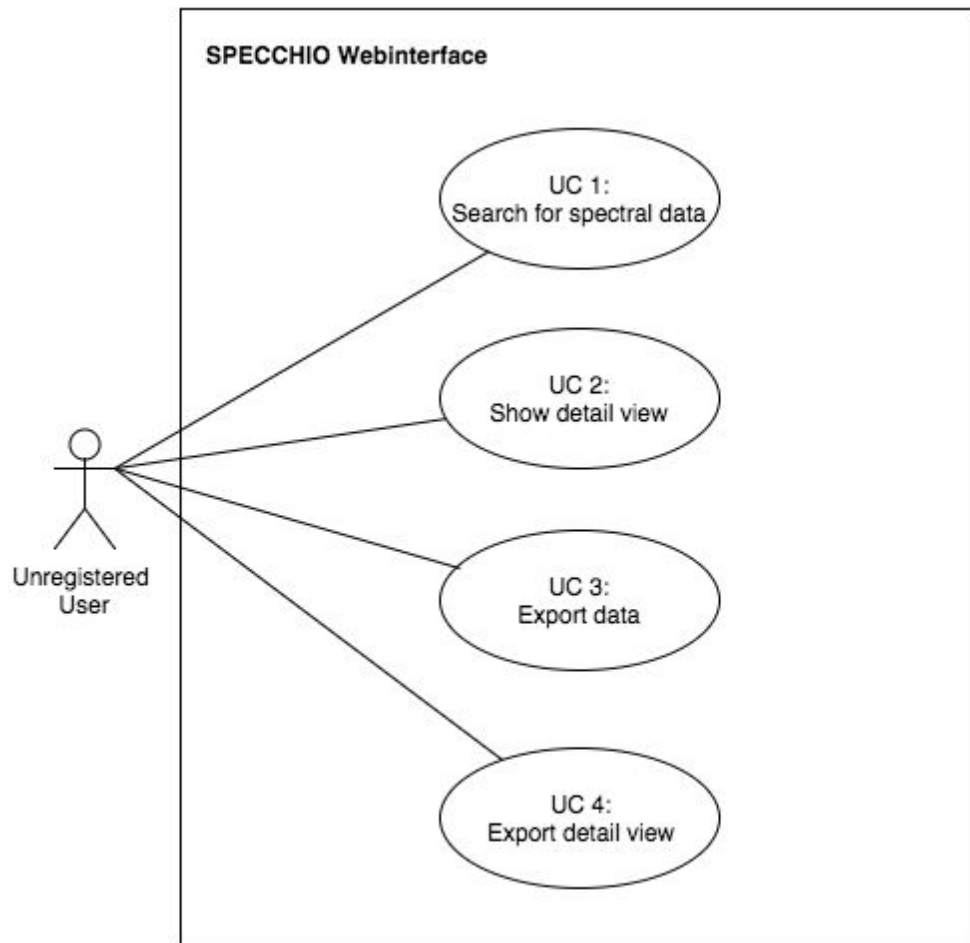 SPECCHIO Webinterface
UC 1:
Search for spectral data
UC 2:
Show detail view
Unregistered
User
UC 3:
Export data
UC 4:
Export detail view